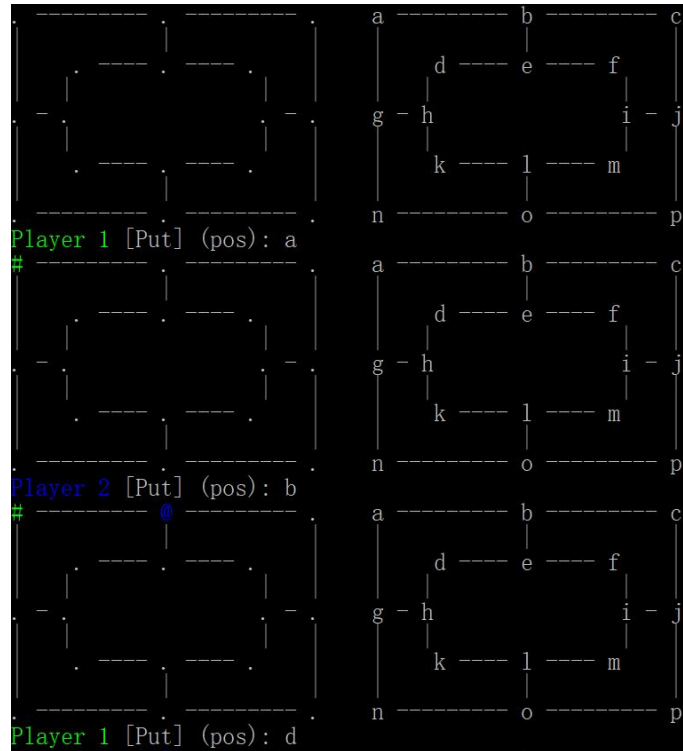 . --------- . --------- .     a --------- b --------- c
|           |           |     |           |           |
|   . ---- . ---- .   |     |   d ---- e ---- f   |
|   |             |   |     |   |             |   |
. - .             . - .     g - h             i - j
|   |             |   |     |   |             |   |
|   . ---- . ---- .   |     |   k ---- l ---- m   |
|           |           |     |           |           |
. --------- . --------- .     n --------- o --------- p
Player 1 [Put] (pos): a
# --------- . --------- .     a --------- b --------- c
|           |           |     |           |           |
|   . ---- . ---- .   |     |   d ---- e ---- f   |
|   |             |   |     |   |             |   |
. - .             . - .     g - h             i - j
|   |             |   |     |   |             |   |
|   . ---- . ---- .   |     |   k ---- l ---- m   |
|           |           |     |           |           |
. --------- . --------- .     n --------- o --------- p
Player 2 [Put] (pos): b
# --------- @ --------- .     a --------- b --------- c
|           |           |     |           |           |
|   . ---- . ---- .   |     |   d ---- e ---- f   |
|   |             |   |     |   |             |   |
. - .             . - .     g - h             i - j
|   |             |   |     |   |             |   |
|   . ---- . ---- .   |     |   k ---- l ---- m   |
|           |           |     |           |           |
. --------- . --------- .     n --------- o --------- p
Player 1 [Put] (pos): d